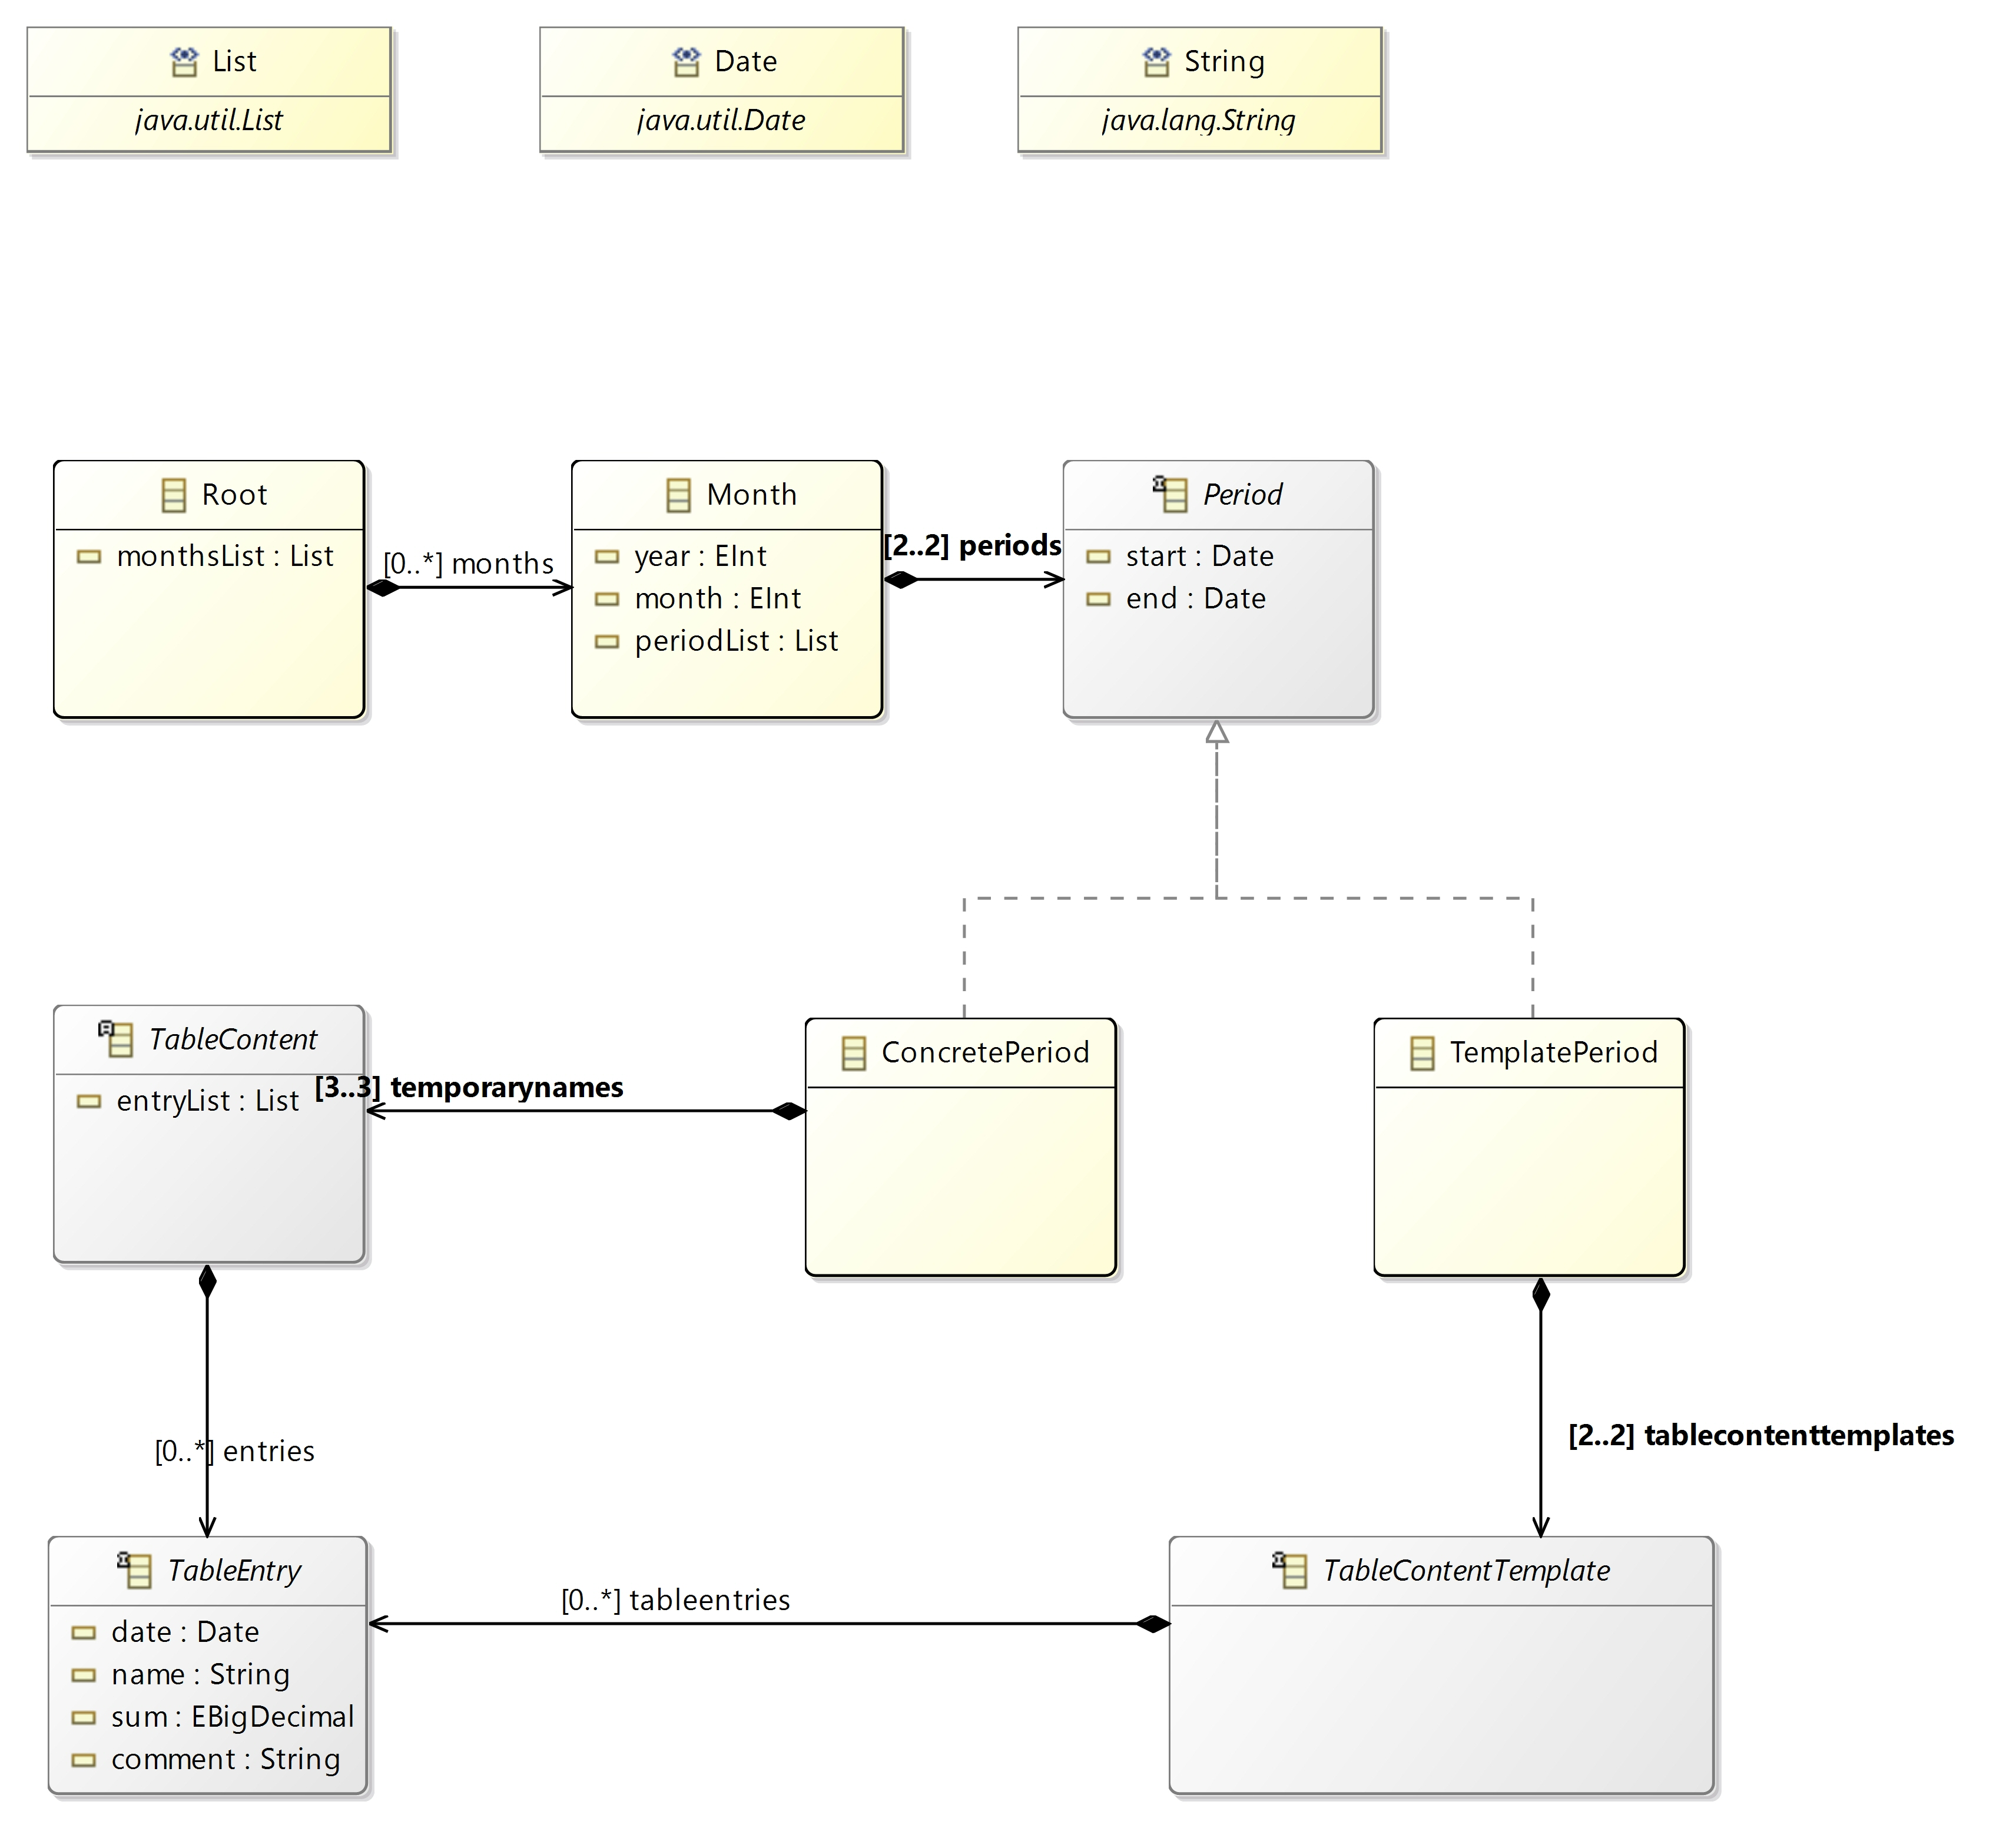 List
java.util.List
Date
java.util.Date
String
java.lang.String
Root
monthsList : List
[0..*] months
Month
year : EInt
month : EInt
periodList : List
[2..2] periods
Period
start : Date
end : Date
TableContent
entryList : List
[3..3] temporarynames
ConcretePeriod
TemplatePeriod
[0..*] entries
[2..2] tablecontenttemplates
TableEntry
date : Date
name : String
sum : EBigDecimal
comment : String
[0..*] tableentries
TableContentTemplate